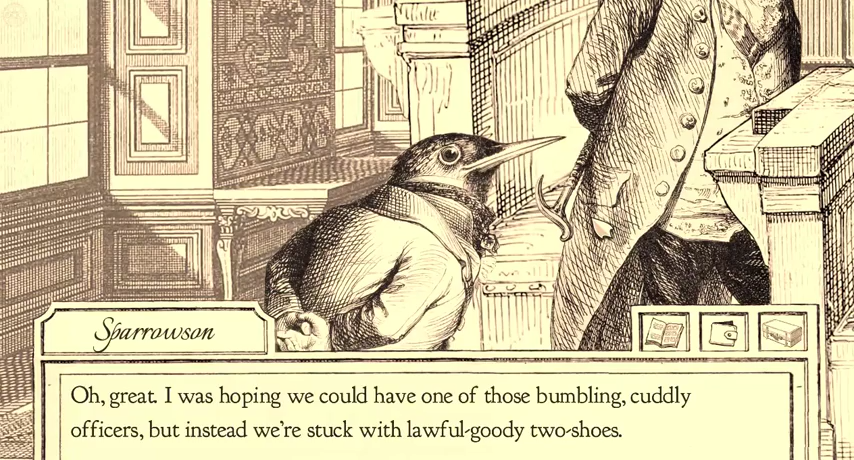 Sparrowson
Oh, great. I was hoping we could have one of those bumbling, cuddly
officers, but instead we're stuck with lawful-goody two-shoes.